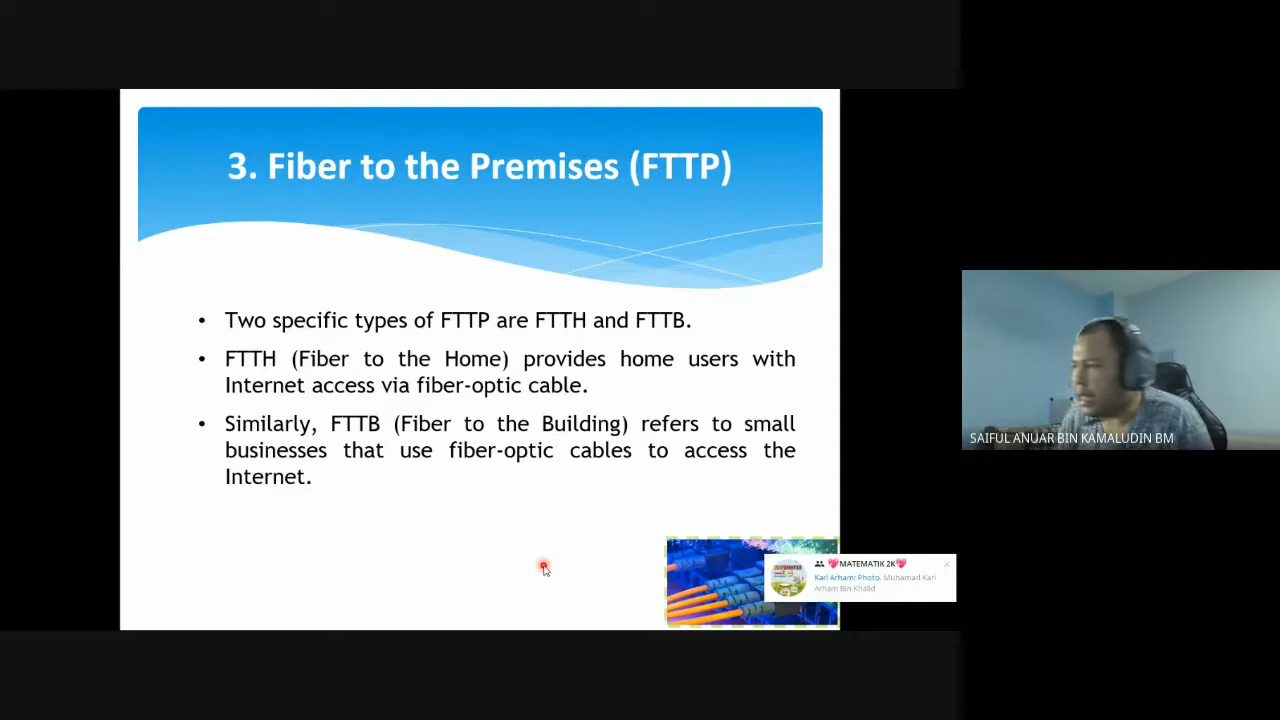 3. Fiber to the Premises (FTTP)
• Two specific types of FTTP are FTTH and FTTB.
• FTTH (Fiber to the Home) provides home users with
Internet access via fiber-optic cable.
• Similarly, FTTB (Fiber to the Building) refers to small
businesses that use fiber-optic cables to access the
Internet.
💖MATEMATIK 2K💖
Karl Arham: Photo, Muhamad Karl
Arham Bin Khalid
SAIFUL ANUAR BIN KAMALUDIN BM